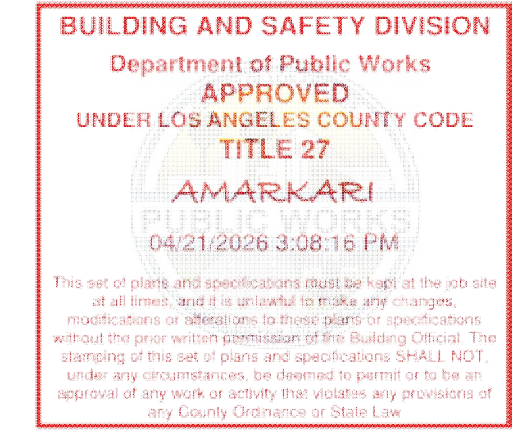 BUILDING AND SAFETY DIVISION
Department of Public Works
APPROVED
UNDER LOS ANGELES COUNTY CODE
TITLE 27
AMARKARI
PUBLIC WORKS
04/21/2026 3:08:16 PM
This set of plans and specifications must be kept at the job site
at all times, and it is unlawful to make any changes,
modifications or alterations to these plans or specifications
without the prior written permission of the Building Official. The
stamping of this set of plans and specifications SHALL NOT,
under any circumstances, be deemed to permit or to be an
approval of any work or activity that violates any provisions of
any County Ordinance or State Law